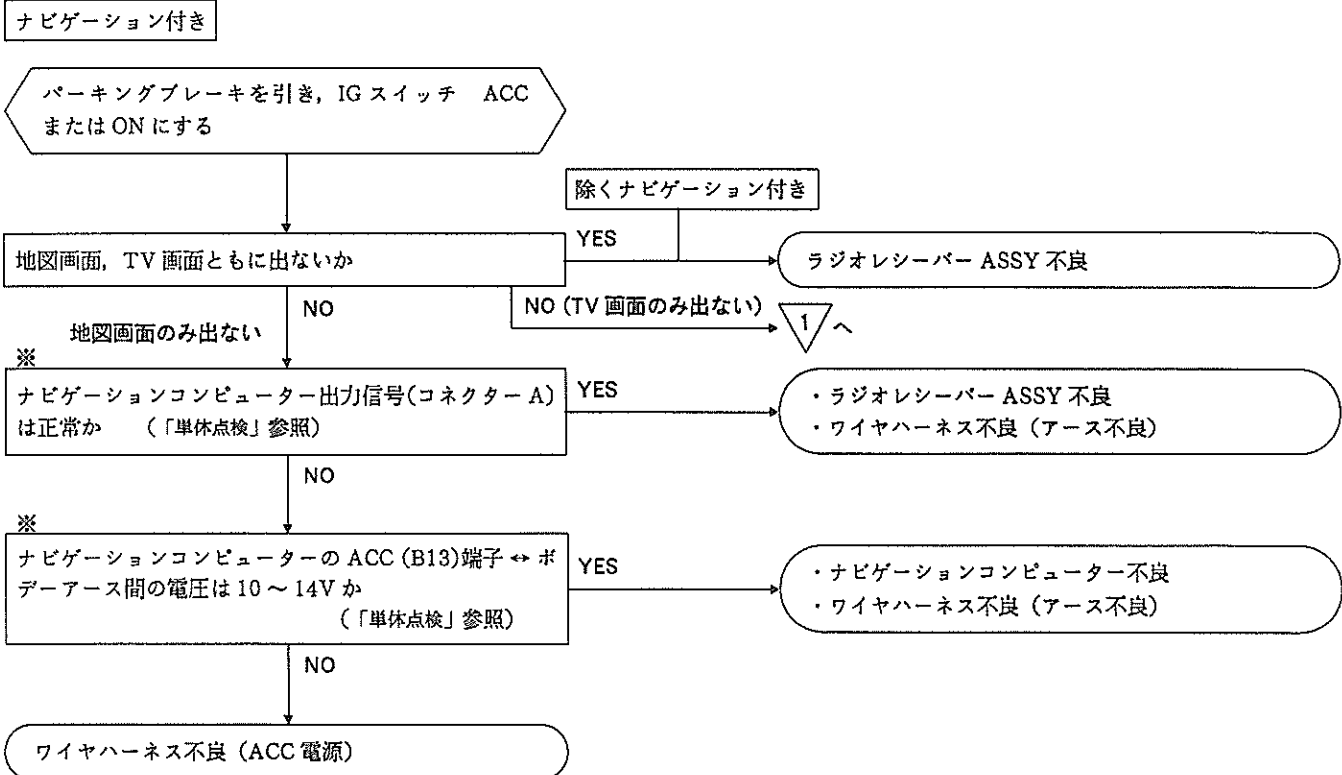 ナビゲーション付き
パーキングブレーキを引き，IG スイッチ　ACC
または ON にする
除くナビゲーション付き
地図画面，TV 画面ともに出ないか
YES
ラジオレシーバー ASSY 不良
NO
NO (TV 画面のみ出ない)
1 へ
地図画面のみ出ない
※
ナビゲーションコンピューター出力信号(コネクター A)
は正常か　（「単体点検」参照）
YES
・ラジオレシーバー ASSY 不良
・ワイヤハーネス不良（アース不良）
NO
※
ナビゲーションコンピューターの ACC (B13)端子 ↔ ボ
デーアース間の電圧は 10 ～ 14V か
（「単体点検」参照）
YES
・ナビゲーションコンピューター不良
・ワイヤハーネス不良（アース不良）
NO
ワイヤハーネス不良（ACC 電源）